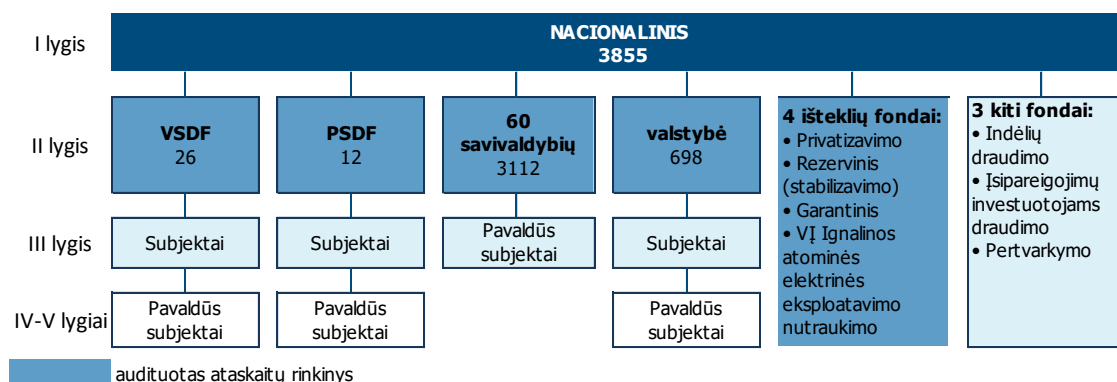 I lygis
NACIONALINIS
3855
II lygis
VSDF
26
PSDF
12
60
savivaldybių
3112
valstybė
698
4 išteklių fondai:
• Privatizavimo
• Rezervinis
(stabilizavimo)
• Garantinis
• VĮ Ignalinos
atominės
elektrinės
eksploatavimo
nutraukimo
3 kiti fondai:
• Indėlių
draudimo
• Įsipareigojimų
investuotojams
draudimo
• Pertvarkymo
III lygis
Subjektai
Subjektai
Pavaldūs
subjektai
Subjektai
IV-V lygiai
Pavaldūs
subjektai
Pavaldūs
subjektai
Pavaldūs
subjektai
audituotas ataskaitų rinkinys